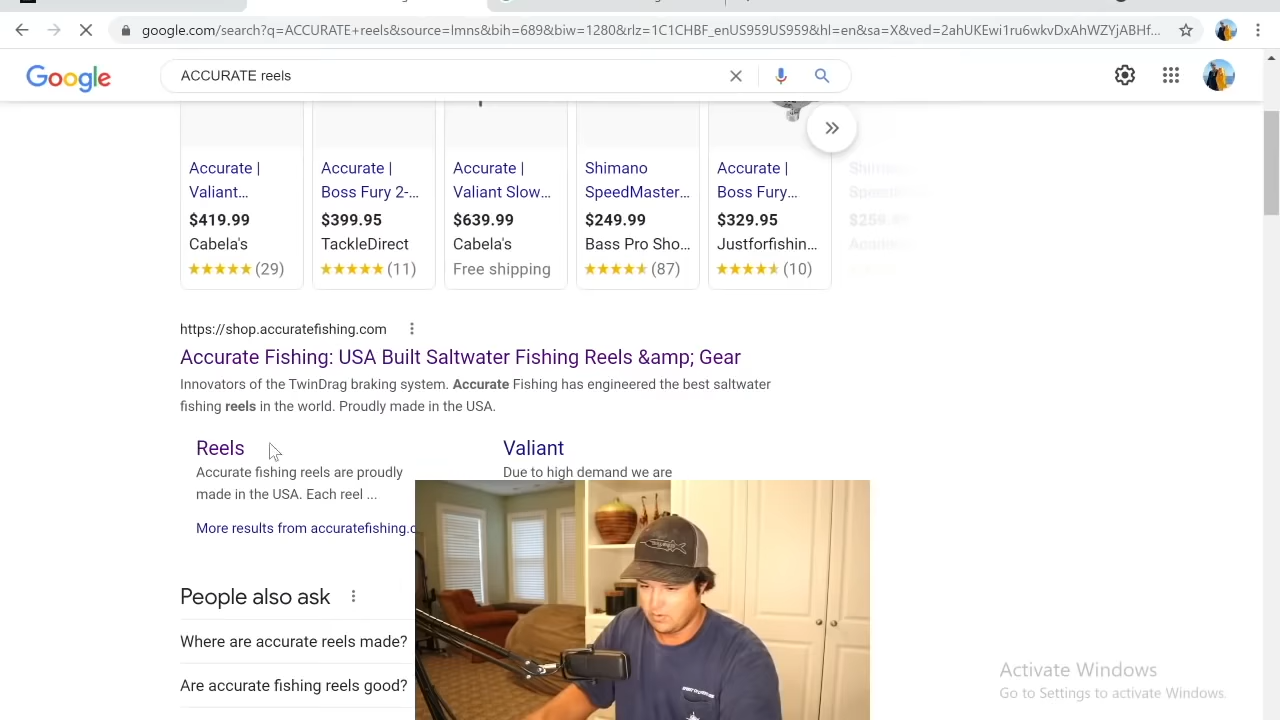 google.com/search?q=ACCURATE+reels&source=lmns&bih=689&biw=1280&rlz=1C1CHBF_enUS959US959&hl=en&sa=X&ved=2ahUKEwi1ru6wkvDxAhWZYjABHf...
Google
ACCURATE reels
Accurate | Accurate | Accurate | Shimano Accurate | Shimano
Valiant... Boss Fury 2-... Valiant Slow... SpeedMaster... Boss Fury...
$419.99 $399.95 $639.99 $249.99 $329.95
Cabela's TackleDirect Cabela's Bass Pro Sho... Justforfishin...
(29) (11) Free shipping (87) (10)
https://shop.accuratefishing.com
Accurate Fishing: USA Built Saltwater Fishing Reels &amp; Gear
Innovators of the TwinDrag braking system. Accurate Fishing has engineered the best saltwater
fishing reels in the world. Proudly made in the USA.
Reels
Accurate fishing reels are proudly
made in the USA. Each reel ...
Valiant
Due to high demand we are
More results from accuratefishing.c
People also ask
Where are accurate reels made?
Are accurate fishing reels good?
Activate Windows
Go to Settings to activate Windows.